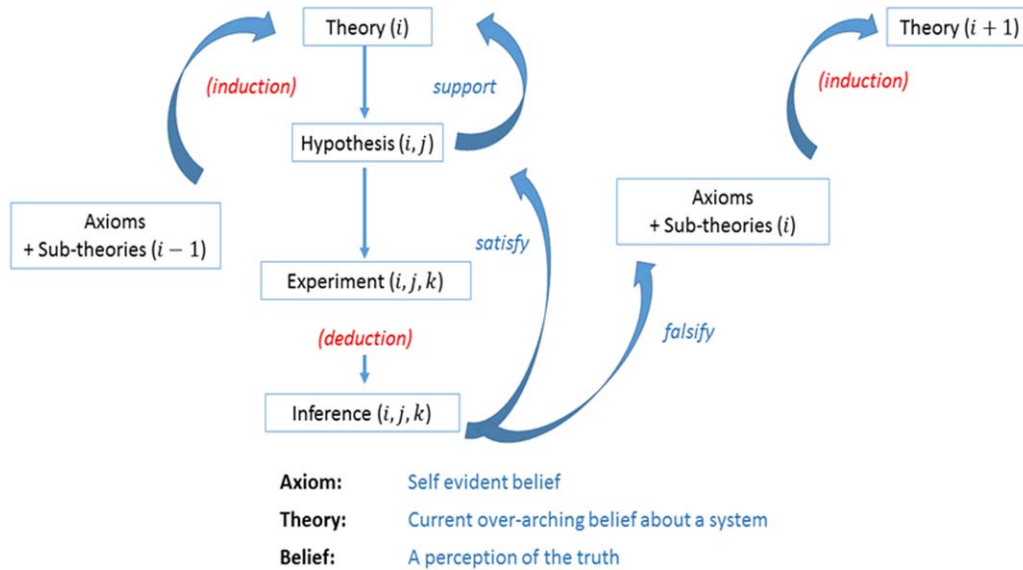 Theory (i)
Theory (i + 1)
(induction)
support
(induction)
Hypothesis (i, j)
Axioms
+ Sub-theories (i − 1)
Axioms
+ Sub-theories (i)
satisfy
Experiment (i, j, k)
(deduction)
falsify
Inference (i, j, k)
Axiom: Self evident belief
Theory: Current over-arching belief about a system
Belief: A perception of the truth